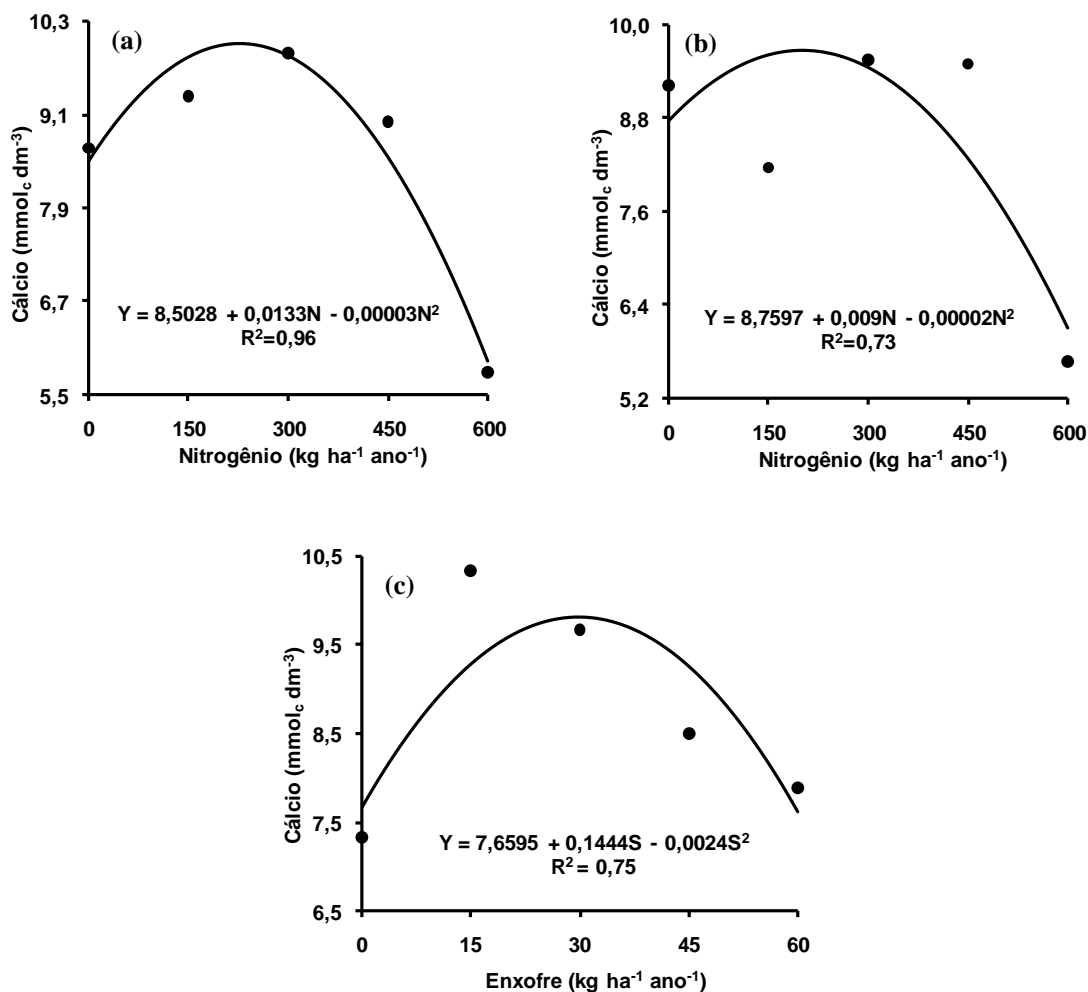 (a)
10,3
9,1
7,9
6,7
5,5
Cálcio (mmolc dm-3)
Y = 8,5028 + 0,0133N - 0,00003N2
R2=0,96
0 150 300 450 600
Nitrogênio (kg ha-1 ano-1)
(b)
10,0
8,8
7,6
6,4
5,2
Cálcio (mmolc dm-3)
Y = 8,7597 + 0,009N - 0,00002N2
R2=0,73
0 150 300 450 600
Nitrogênio (kg ha-1 ano-1)
(c)
10,5
9,5
8,5
7,5
6,5
Cálcio (mmolc dm-3)
Y = 7,6595 + 0,1444S - 0,0024S2
R2 = 0,75
0 15 30 45 60
Enxofre (kg ha-1 ano-1)